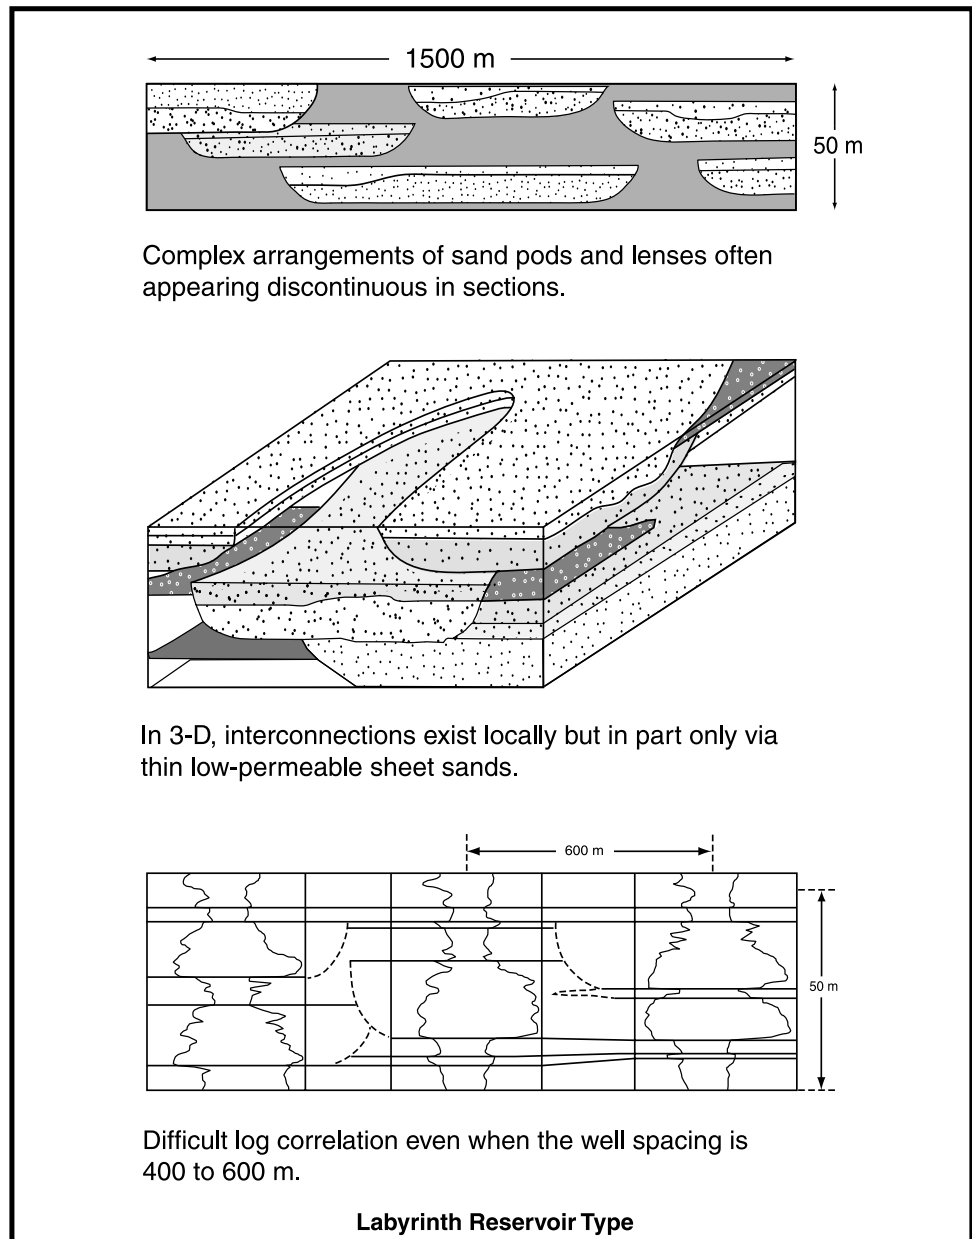 1500 m
50 m
Complex arrangements of sand pods and lenses often
appearing discontinuous in sections.
In 3-D, interconnections exist locally but in part only via
thin low-permeable sheet sands.
600 m
50 m
Difficult log correlation even when the well spacing is
400 to 600 m.
Labyrinth Reservoir Type